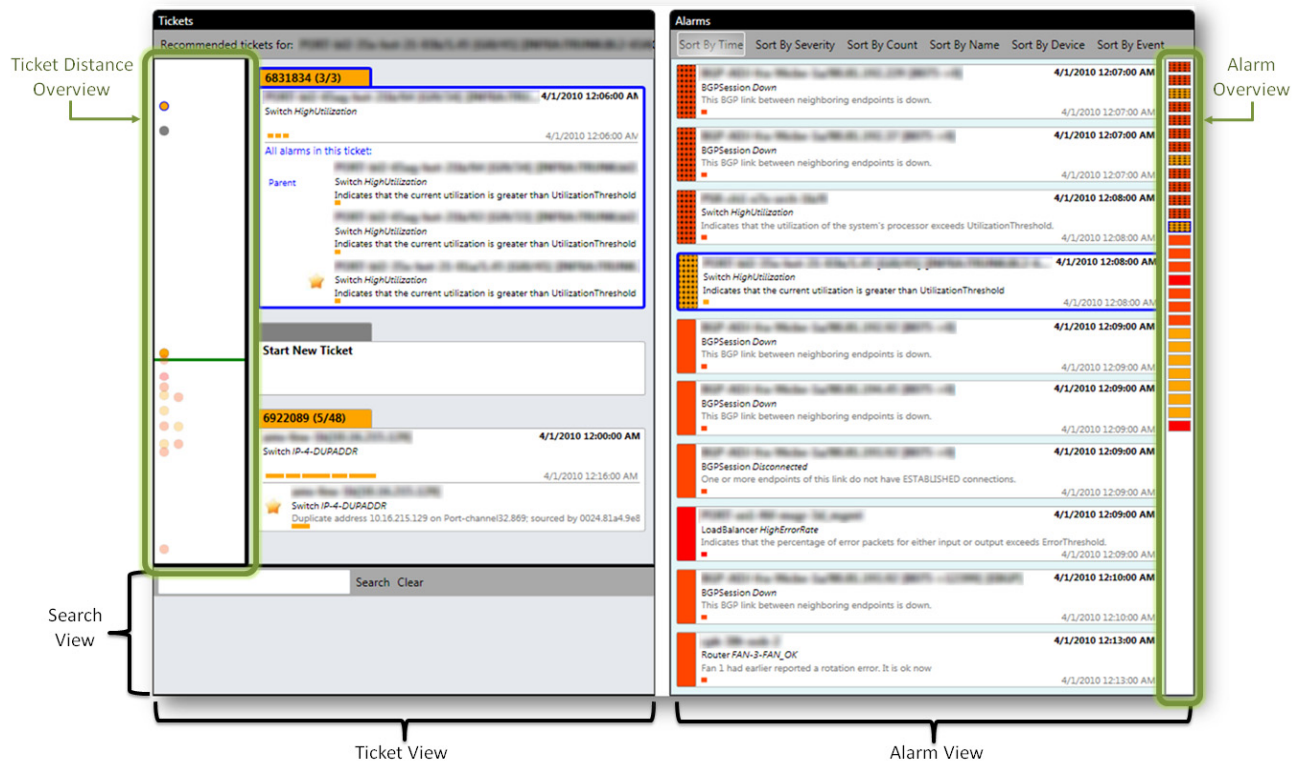 Tickets
Recommended tickets for:
Ticket Distance
Overview
6831834 (3/3)
4/1/2010 12:06:00 AM
Switch HighUtilization
4/1/2010 12:06:00 AM
All alarms in this ticket:
Parent
Switch HighUtilization
Indicates that the current utilization is greater than UtilizationThreshold
Switch HighUtilization
Indicates that the current utilization is greater than UtilizationThreshold
Switch HighUtilization
Indicates that the current utilization is greater than UtilizationThreshold
Start New Ticket
6922089 (5/48)
4/1/2010 12:00:00 AM
Switch IP-4-DUPADDR
4/1/2010 12:16:00 AM
Switch IP-4-DUPADDR
Duplicate address 10.16.215.129 on Port-channel32.869; sourced by 0024.81a4.9e8
Search Clear
Search
View
Ticket View
Alarms
Sort By Time Sort By Severity Sort By Count Sort By Name Sort By Device Sort By Event
Alarm
Overview
4/1/2010 12:07:00 AM
BGPSession Down
This BGP link between neighboring endpoints is down.
4/1/2010 12:07:00 AM
4/1/2010 12:07:00 AM
BGPSession Down
This BGP link between neighboring endpoints is down.
4/1/2010 12:07:00 AM
4/1/2010 12:08:00 AM
Switch HighUtilization
Indicates that the utilization of the system's processor exceeds UtilizationThreshold.
4/1/2010 12:08:00 AM
4/1/2010 12:08:00 AM
Switch HighUtilization
Indicates that the current utilization is greater than UtilizationThreshold
4/1/2010 12:08:00 AM
4/1/2010 12:09:00 AM
BGPSession Down
This BGP link between neighboring endpoints is down.
4/1/2010 12:09:00 AM
4/1/2010 12:09:00 AM
BGPSession Down
This BGP link between neighboring endpoints is down.
4/1/2010 12:09:00 AM
4/1/2010 12:09:00 AM
BGPSession Disconnected
One or more endpoints of this link do not have ESTABLISHED connections.
4/1/2010 12:09:00 AM
4/1/2010 12:09:00 AM
LoadBalancer HighErrorRate
Indicates that the percentage of error packets for either input or output exceeds ErrorThreshold.
4/1/2010 12:09:00 AM
4/1/2010 12:10:00 AM
BGPSession Down
This BGP link between neighboring endpoints is down.
4/1/2010 12:10:00 AM
4/1/2010 12:13:00 AM
Router FAN-3-FAN_OK
Fan 1 had earlier reported a rotation error. It is ok now
4/1/2010 12:13:00 AM
Alarm View